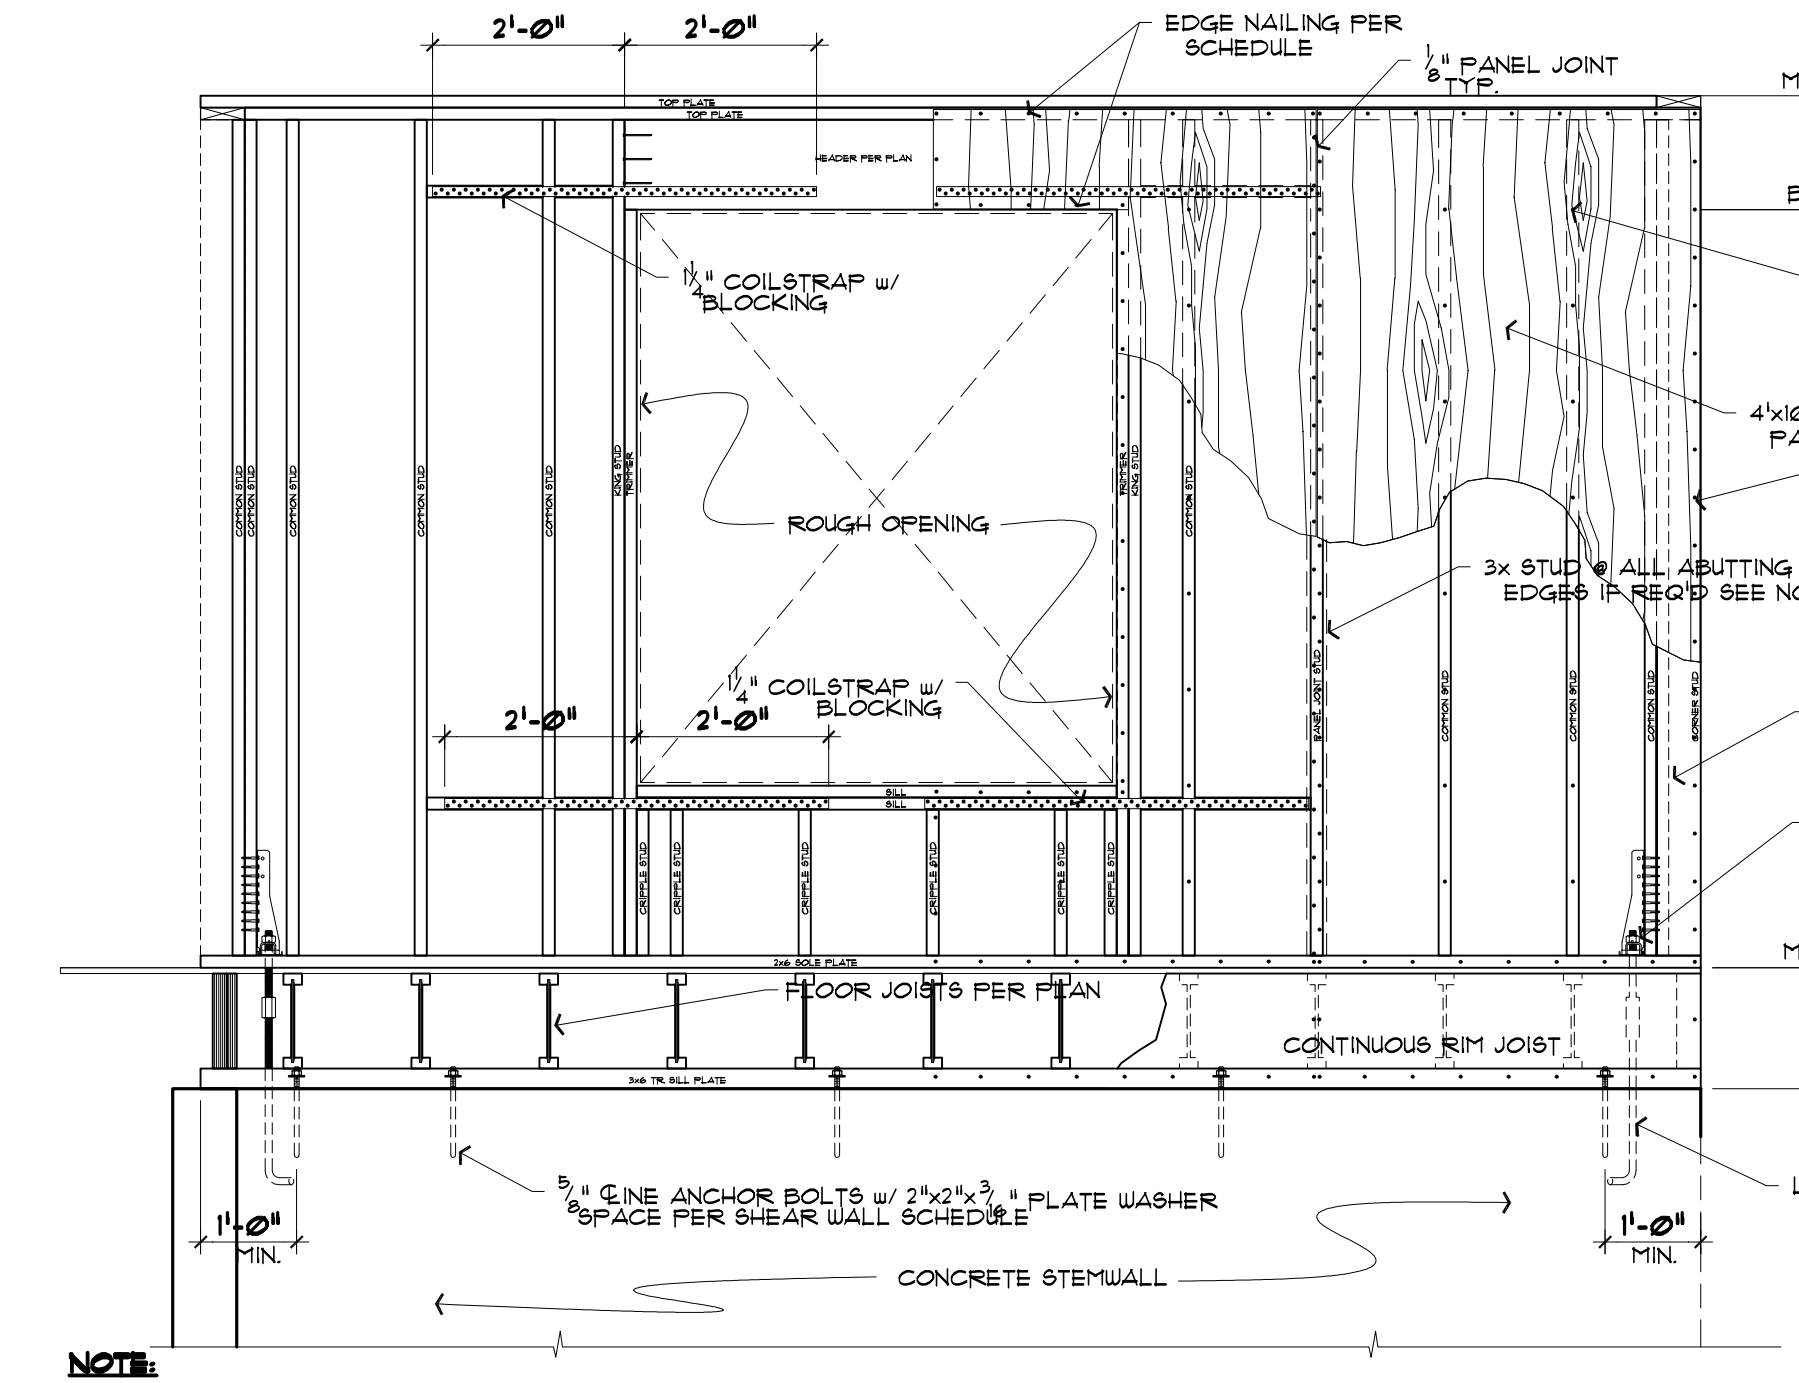 2'-0" 2'-0"
EDGE NAILING PER
SCHEDULE
1/8" PANEL JOINT
TYP.
M
TOP PLATE
TOP PLATE
HEADER PER PLAN
B
1 1/4" COILSTRAP w/
BLOCKING
4'x10
PA
COMMON STUD
COMMON STUD
COMMON STUD
COMMON STUD
COMMON STUD
KING STUD
TRIMMER
TRIMMER
KING STUD
COMMON STUD
ROUGH OPENING
3x STUD @ ALL ABUTTING
EDGES IF REQ'D SEE NO
1 1/4" COILSTRAP w/
BLOCKING
2'-0" 2'-0"
PANEL JOINT STUD
COMMON STUD
COMMON STUD
COMMON STUD
CORNER STUD
SILL
SILL
CRIPPLE STUD
CRIPPLE STUD
CRIPPLE STUD
CRIPPLE STUD
CRIPPLE STUD
CRIPPLE STUD
M
2x6 SOLE PLATE
FLOOR JOISTS PER PLAN
CONTINUOUS RIM JOIST
3x6 TR. SILL PLATE
5/8" ℄INE ANCHOR BOLTS w/ 2"x2"x3/16" PLATE WASHER
SPACE PER SHEAR WALL SCHEDULE
L
1'-0"
MIN.
1'-0"
MIN.
CONCRETE STEMWALL
NOTE: